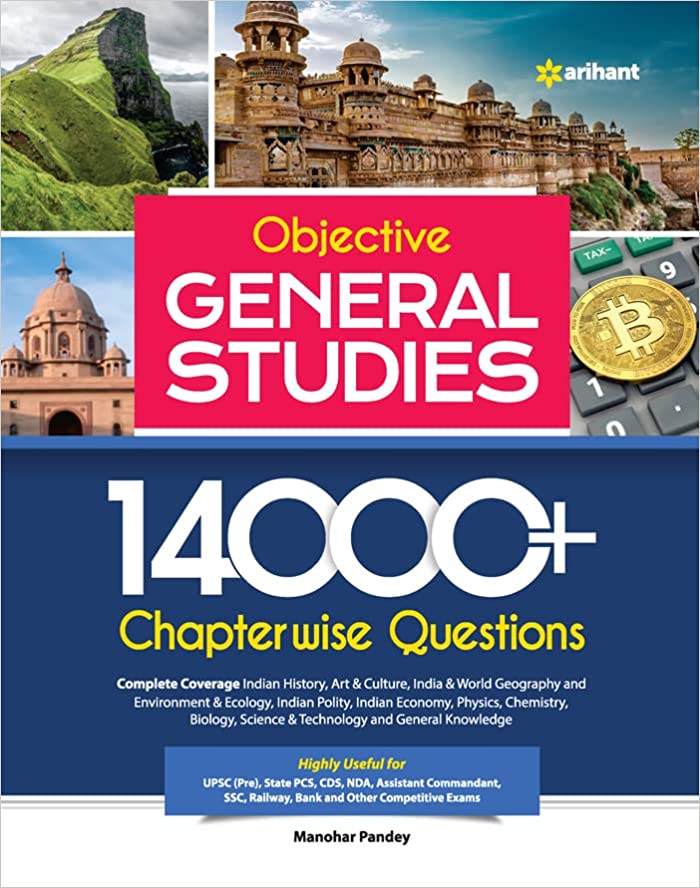 arihant
Objective
GENERAL
STUDIES
TAX-
TAX
9
1
0
.
14000+
Chapterwise Questions
Complete Coverage Indian History, Art & Culture, India & World Geography and
Environment & Ecology, Indian Polity, Indian Economy, Physics, Chemistry,
Biology, Science & Technology and General Knowledge
Highly Useful for
UPSC (Pre), State PCS, CDS, NDA, Assistant Commandant,
SSC, Railway, Bank and Other Competitive Exams
Manohar Pandey